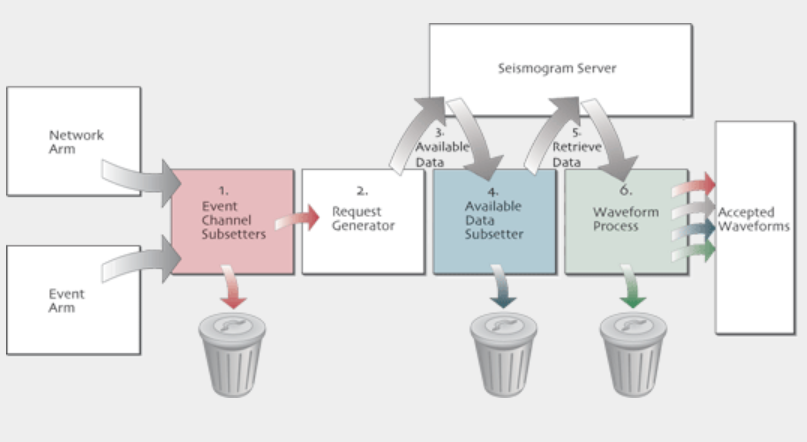 Seismogram Server
Network
Arm
3.
Available
Data
5.
Retrieve
Data
1.
Event
Channel
Subsetters
2.
Request
Generator
4.
Available
Data
Subsetter
6.
Waveform
Process
Accepted
Waveforms
Event
Arm